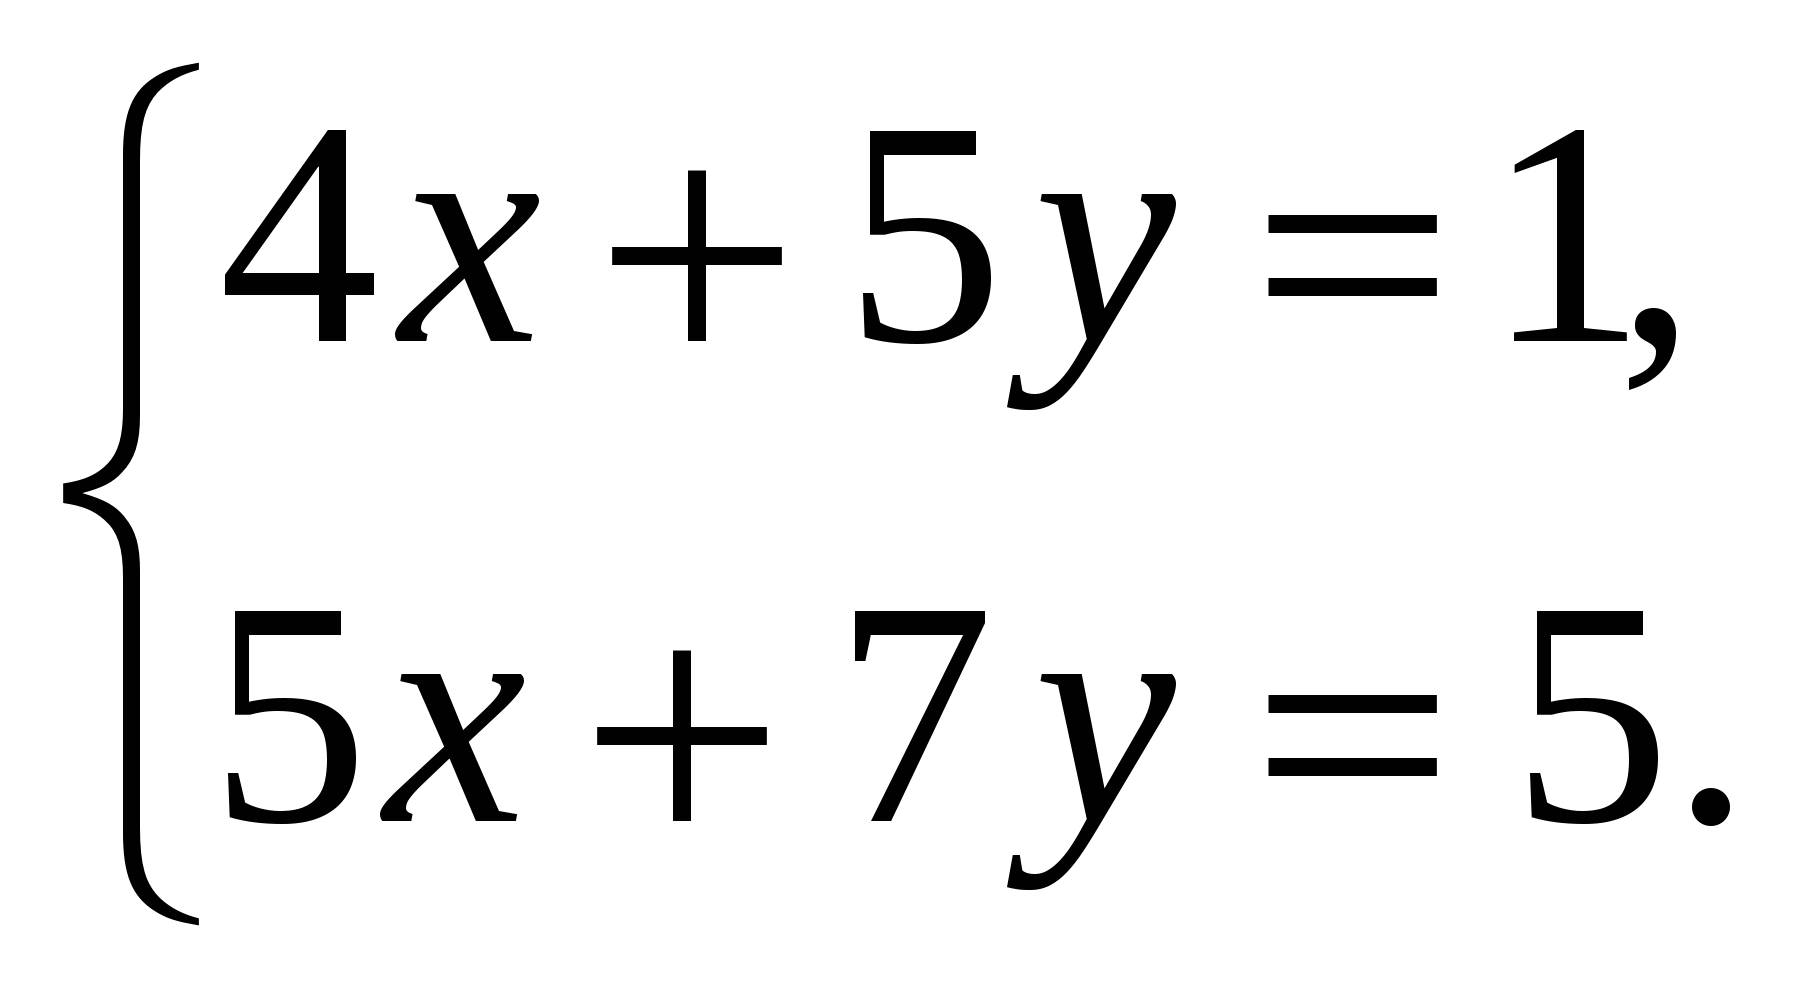 4x + 5y = 1,
5x + 7y = 5.